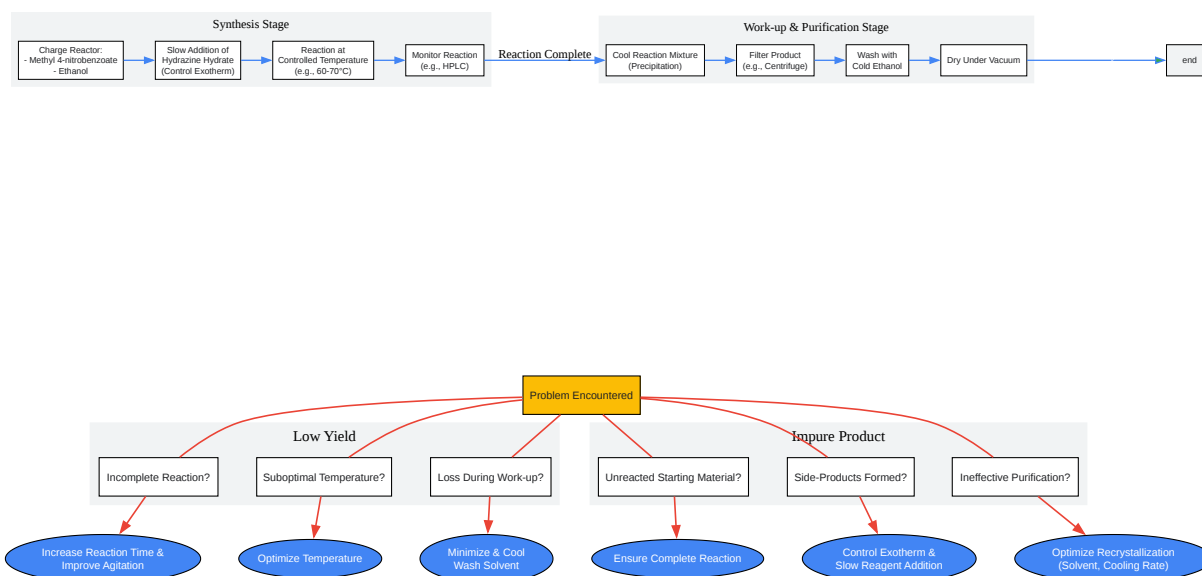 Synthesis Stage
Charge Reactor:
- Methyl 4-nitrobenzoate
- Ethanol
Slow Addition of
Hydrazine Hydrate
(Control Exotherm)
Reaction at
Controlled Temperature
(e.g., 60-70°C)
Monitor Reaction
(e.g., HPLC)
Reaction Complete
Work-up & Purification Stage
Cool Reaction Mixture
(Precipitation)
Filter Product
(e.g., Centrifuge)
Wash with
Cold Ethanol
Dry Under Vacuum
end
Problem Encountered
Low Yield
Impure Product
Incomplete Reaction?
Suboptimal Temperature?
Loss During Work-up?
Unreacted Starting Material?
Side-Products Formed?
Ineffective Purification?
Increase Reaction Time &
Improve Agitation
Optimize Temperature
Minimize & Cool
Wash Solvent
Ensure Complete Reaction
Control Exotherm &
Slow Reagent Addition
Optimize Recrystallization
(Solvent, Cooling Rate)